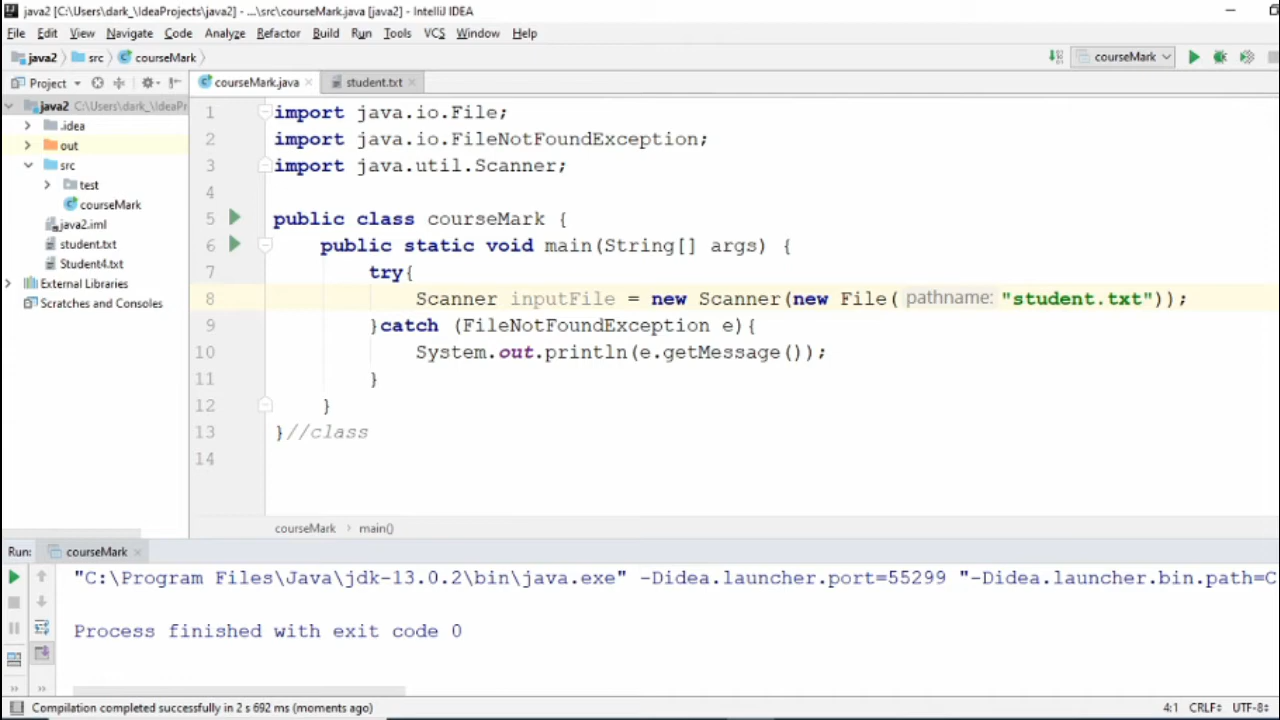 java2 [C:\Users\dark_\IdeaProjects\java2] - ...\src\courseMark.java [java2] - IntelliJ IDEA
File Edit View Navigate Code Analyze Refactor Build Run Tools VCS Window Help
java2 src courseMark courseMark
Project courseMark.java student.txt
java2 C:\Users\dark_\IdeaPr
.idea
out
src
test
courseMark
java2.iml
student.txt
Student4.txt
External Libraries
Scratches and Consoles
1 import java.io.File;
2 import java.io.FileNotFoundException;
3 import java.util.Scanner;
4
5 public class courseMark {
6 public static void main(String[] args) {
7 try{
8 Scanner inputFile = new Scanner(new File( pathname: "student.txt"));
9 }catch (FileNotFoundException e){
10 System.out.println(e.getMessage());
11 }
12 }
13 }//class
14
courseMark main()
Run: courseMark
"C:\Program Files\Java\jdk-13.0.2\bin\java.exe" -Didea.launcher.port=55299 "-Didea.launcher.bin.path=C
Process finished with exit code 0
Compilation completed successfully in 2 s 692 ms (moments ago) 4:1 CRLF UTF-8